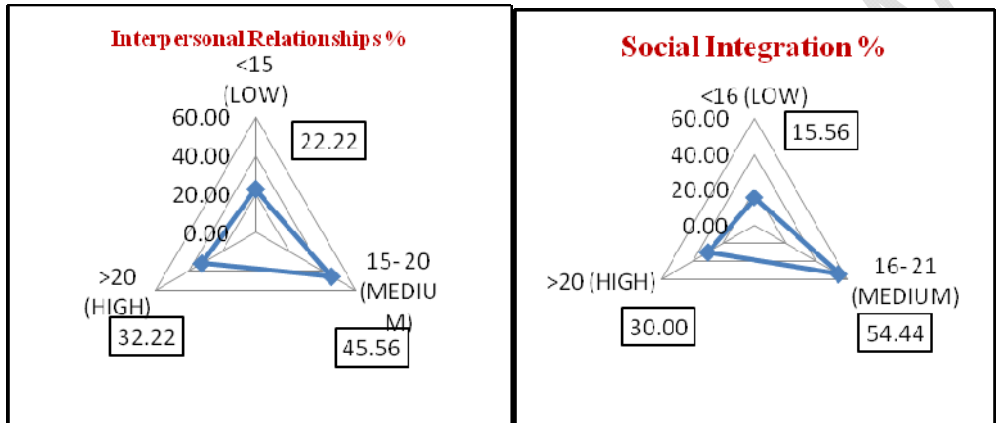 Interpersonal Relationships %
<15
(LOW)
60.00
22.22
40.00
20.00
0.00
15-20
(MEDIU
M)
>20
(HIGH)
32.22
45.56
Social Integration %
<16 (LOW)
60.00
15.56
40.00
20.00
0.00
16-21
(MEDIUM)
>20 (HIGH)
30.00
54.44